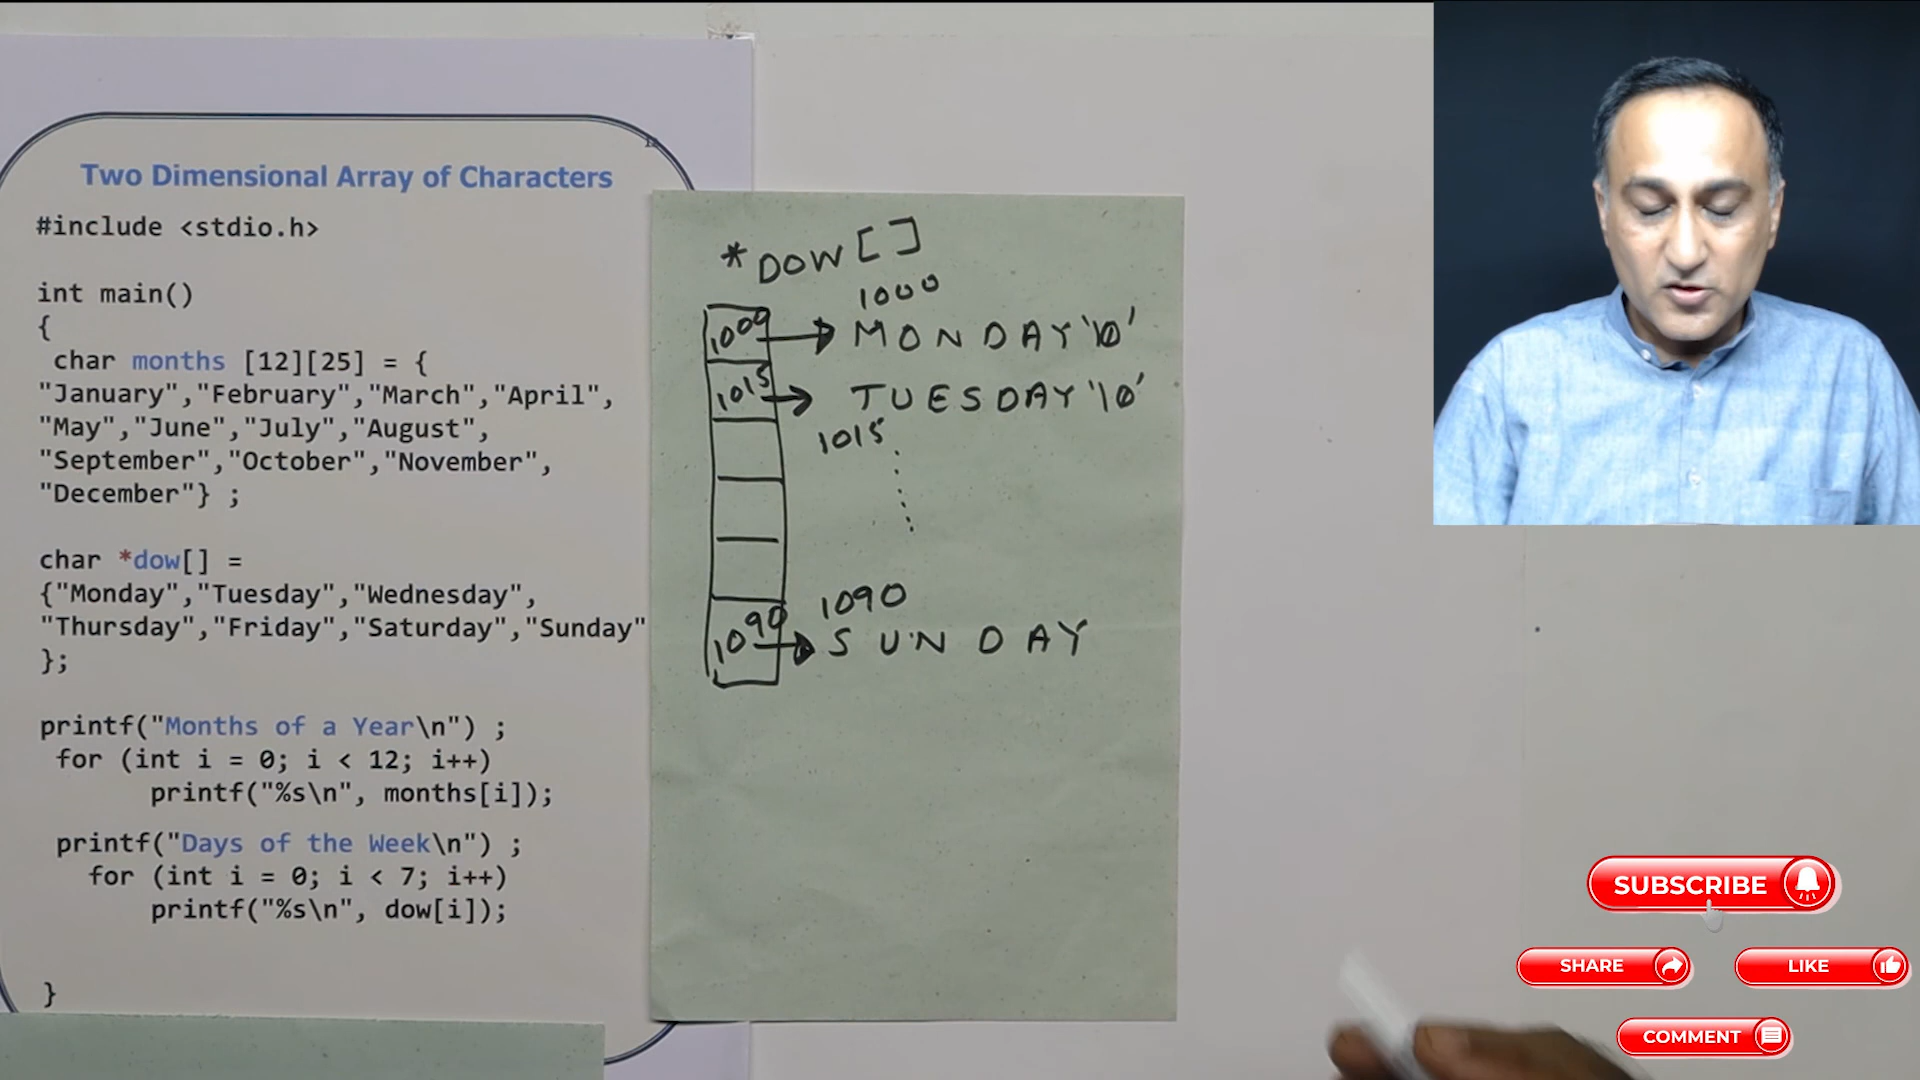 12
Two Dimensional Array of Characters
#include <stdio.h>
int main()
{
char months [12][25] = {
"January","February","March","April",
"May","June","July","August",
"September","October","November",
"December"} ;
char *dow[] =
{"Monday","Tuesday","Wednesday",
"Thursday","Friday","Saturday","Sunday"
};
printf("Months of a Year\n") ;
for (int i = 0; i < 12; i++)
printf("%s\n", months[i]);
printf("Days of the Week\n") ;
for (int i = 0; i < 7; i++)
printf("%s\n", dow[i]);
}
*DOW[]
1000
1000 MONDAY'\0'
1015 TUESDAY'\0'
1015
1090
1090 SUNDAY
SUBSCRIBE
SHARE
LIKE
COMMENT